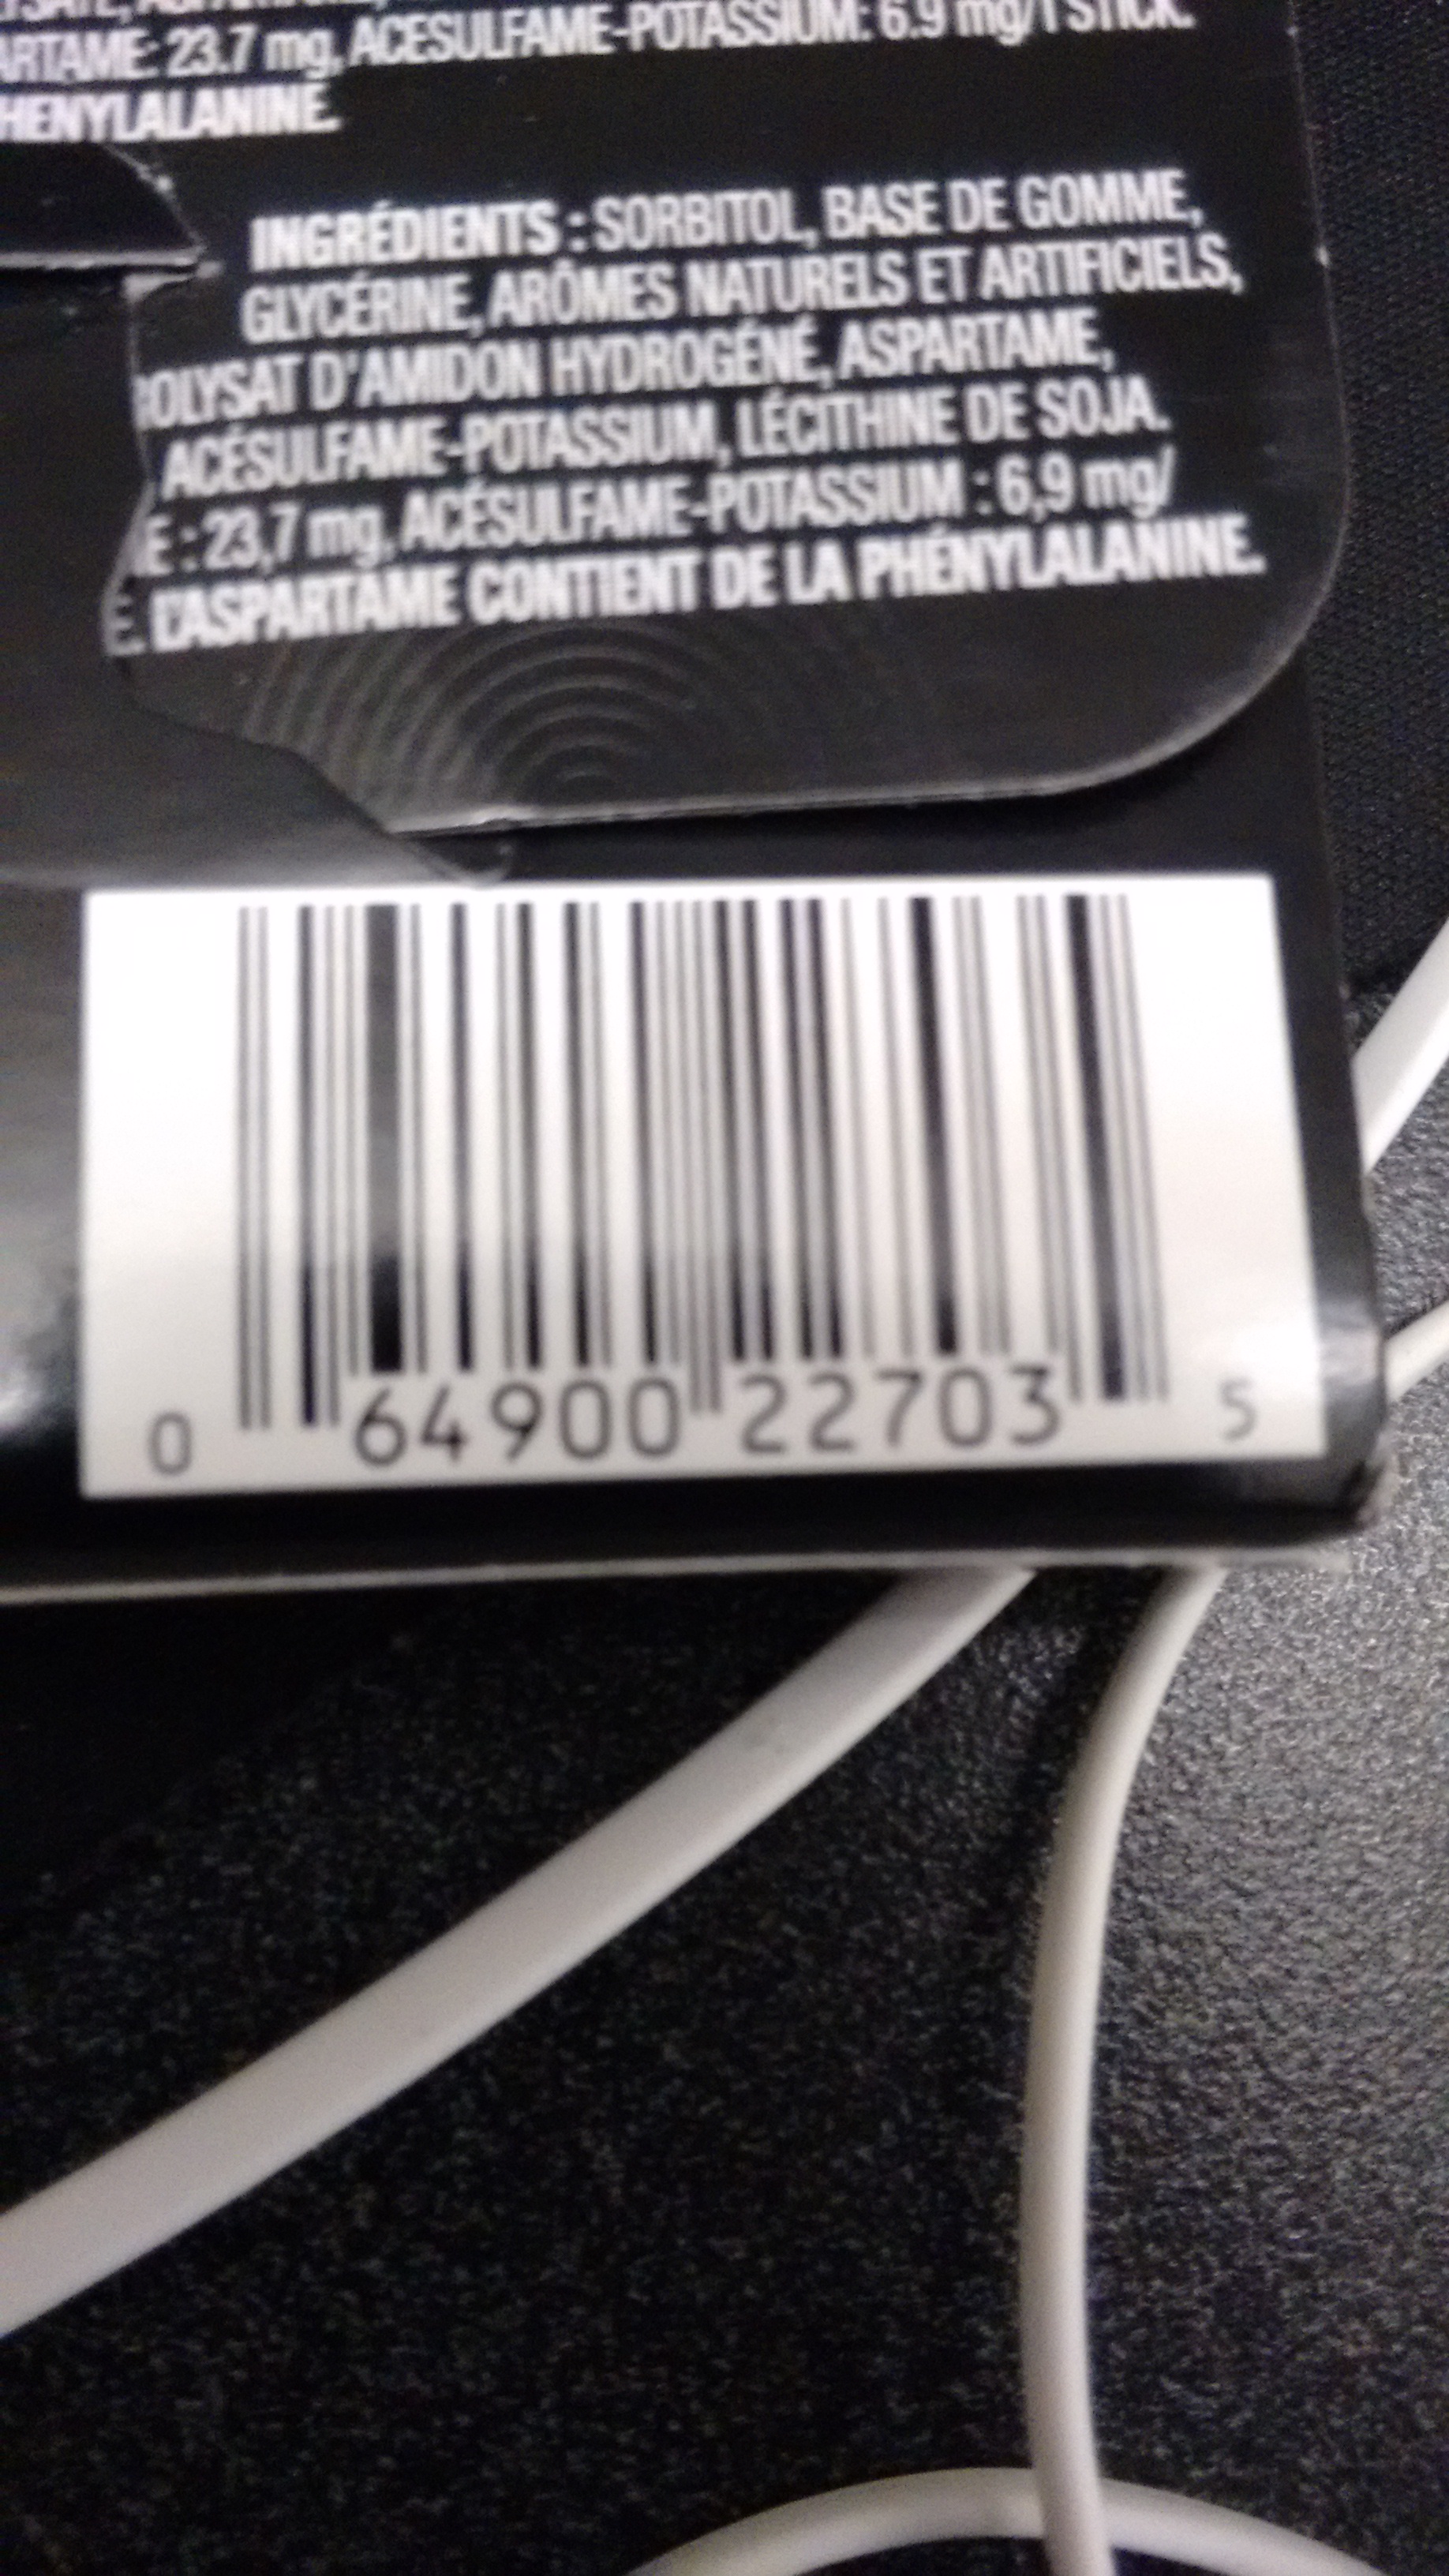 ARTAME: 23.7 mg, ACESULFAME-POTASSIUM: 6.9 mg/1 STICK.
HENYLALANINE.
INGRÉDIENTS : SORBITOL, BASE DE GOMME,
GLYCÉRINE, ARÔMES NATURELS ET ARTIFICIELS,
OLYSAT D'AMIDON HYDROGÉNÉ, ASPARTAME,
ACÉSULFAME-POTASSIUM, LÉCITHINE DE SOJA.
E : 23,7 mg, ACÉSULFAME-POTASSIUM : 6,9 mg/
E. L'ASPARTAME CONTIENT DE LA PHÉNYLALANINE.
0 64900 22703 5